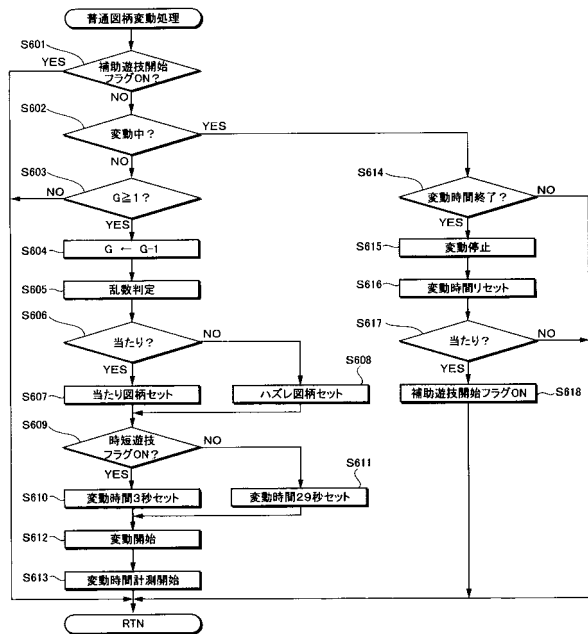 普通図柄変動処理
S601
YES
補助遊技開始
フラグON?
NO
S602
変動中?
YES
NO
S603
NO
G≧1?
YES
S604
G ← G-1
S605
乱数判定
S606
当たり?
NO
YES
S607
当たり図柄セット
S608
ハズレ図柄セット
S609
時短遊技
フラグON?
NO
YES
S610
変動時間3秒セット
S611
変動時間29秒セット
S612
変動開始
S613
変動時間計測開始
RTN
S614
変動時間終了?
NO
YES
S615
変動停止
S616
変動時間リセット
S617
当たり?
NO
YES
補助遊技開始フラグON
S618